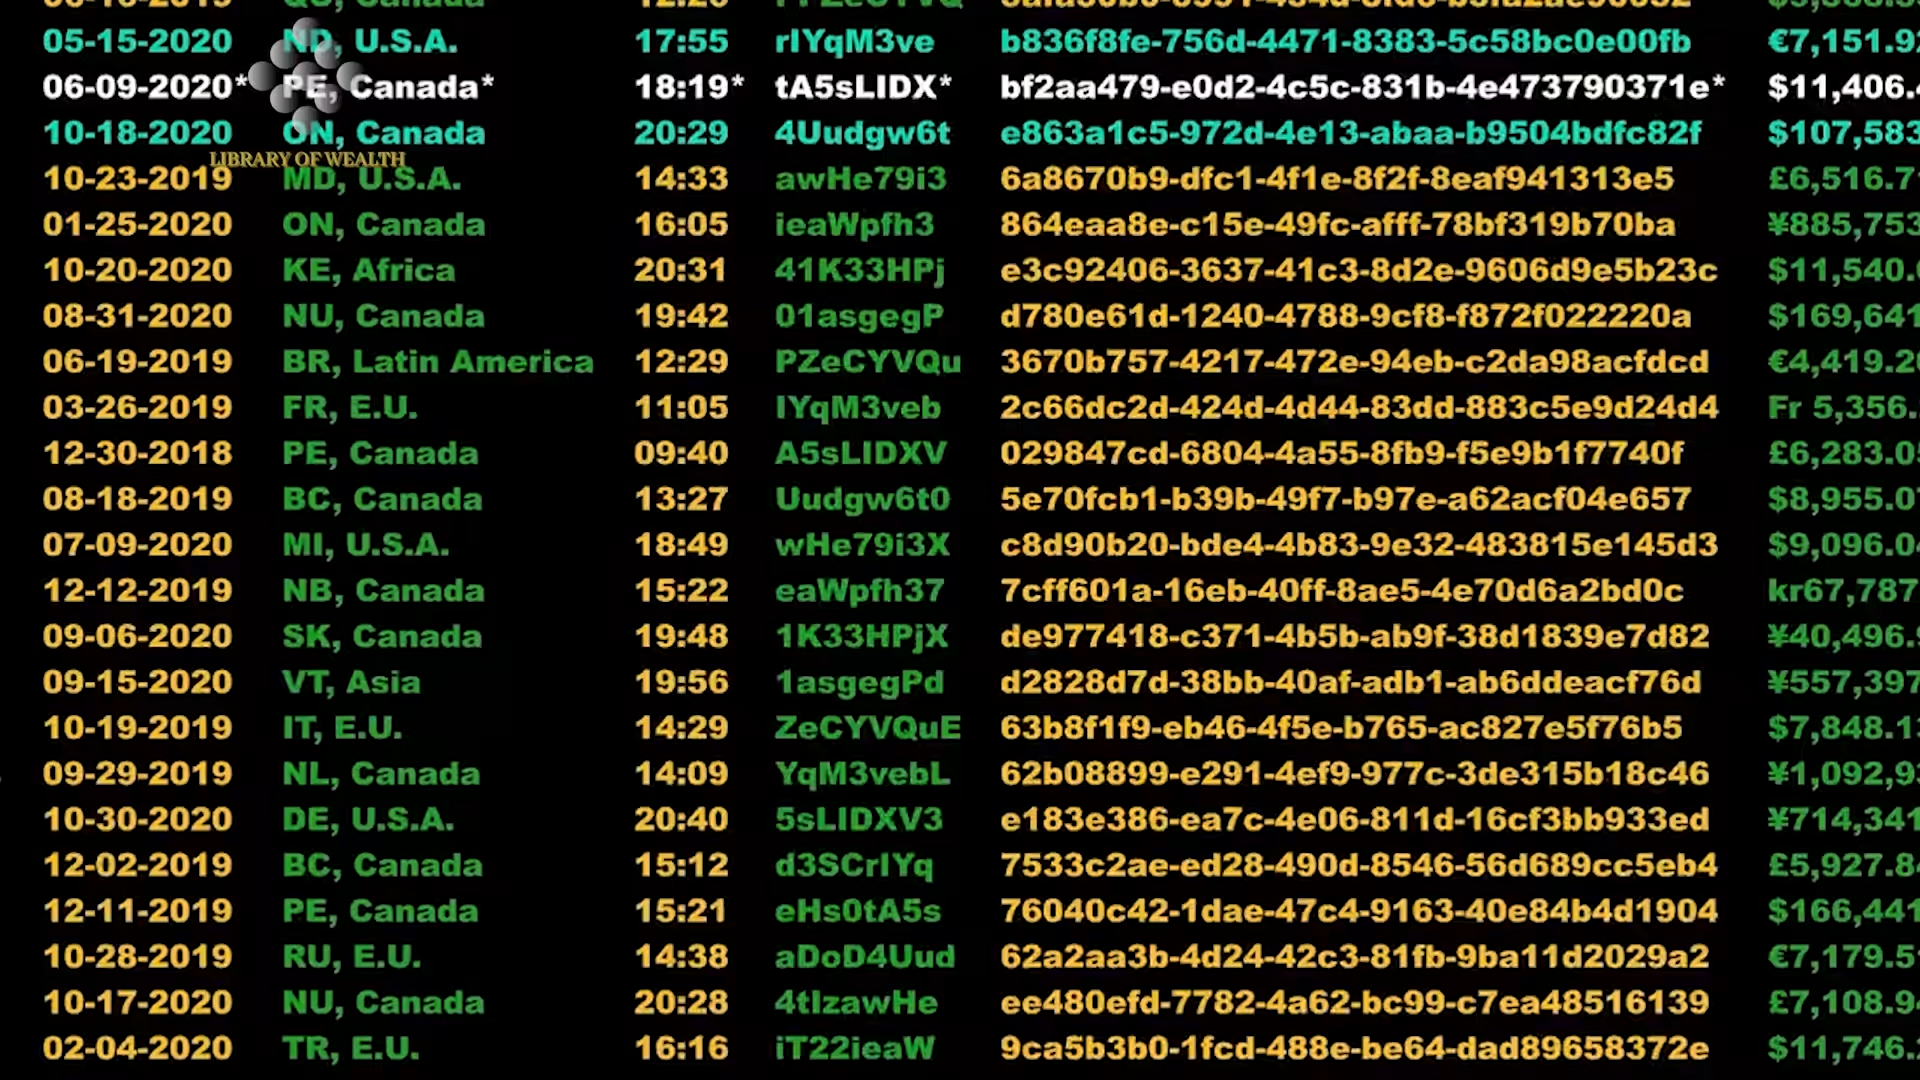 05-15-2020 ND, U.S.A. 17:55 rIYqM3ve b836f8fe-756d-4471-8383-5c58bc0e00fb €7,151.92
06-09-2020* PE, Canada* 18:19* tA5sLIDX* bf2aa479-e0d2-4c5c-831b-4e473790371e* $11,406.
10-18-2020 ON, Canada 20:29 4Uudgw6t e863a1c5-972d-4e13-abaa-b9504bdfc82f $107,583
LIBRARY OF WEALTH
10-23-2019 MD, U.S.A. 14:33 awHe79i3 6a8670b9-dfc1-4f1e-8f2f-8eaf941313e5 £6,516.7
01-25-2020 ON, Canada 16:05 ieaWpfh3 864eaa8e-c15e-49fc-afff-78bf319b70ba ¥885,753
10-20-2020 KE, Africa 20:31 41K33HPj e3c92406-3637-41c3-8d2e-9606d9e5b23c $11,540.
08-31-2020 NU, Canada 19:42 01asgegP d780e61d-1240-4788-9cf8-f872f022220a $169,641
06-19-2019 BR, Latin America 12:29 PZeCYVQu 3670b757-4217-472e-94eb-c2da98acfdcd €4,419.20
03-26-2019 FR, E.U. 11:05 IYqM3veb 2c66dc2d-424d-4d44-83dd-883c5e9d24d4 Fr 5,356.
12-30-2018 PE, Canada 09:40 A5sLIDXV 029847cd-6804-4a55-8fb9-f5e9b1f7740f £6,283.0
08-18-2019 BC, Canada 13:27 Uudgw6t0 5e70fcb1-b39b-49f7-b97e-a62acf04e657 $8,955.07
07-09-2020 MI, U.S.A. 18:49 wHe79i3X c8d90b20-bde4-4b83-9e32-483815e145d3 $9,096.04
12-12-2019 NB, Canada 15:22 eaWpfh37 7cff601a-16eb-40ff-8ae5-4e70d6a2bd0c kr67,787
09-06-2020 SK, Canada 19:48 1K33HPjX de977418-c371-4b5b-ab9f-38d1839e7d82 ¥40,496.
09-15-2020 VT, Asia 19:56 1asgegPd d2828d7d-38bb-40af-adb1-ab6ddeacf76d ¥557,397
10-19-2019 IT, E.U. 14:29 ZeCYVQuE 63b8f1f9-eb46-4f5e-b765-ac827e5f76b5 $7,848.1
09-29-2019 NL, Canada 14:09 YqM3vebL 62b08899-e291-4ef9-977c-3de315b18c46 ¥1,092,9
10-30-2020 DE, U.S.A. 20:40 5sLIDXV3 e183e386-ea7c-4e06-811d-16cf3bb933ed ¥714,341
12-02-2019 BC, Canada 15:12 d3SCrIYq 7533c2ae-ed28-490d-8546-56d689cc5eb4 £5,927.84
12-11-2019 PE, Canada 15:21 eHs0tA5s 76040c42-1dae-47c4-9163-40e84b4d1904 $166,441
10-28-2019 RU, E.U. 14:38 aDoD4Uud 62a2aa3b-4d24-42c3-81fb-9ba11d2029a2 €7,179.5
10-17-2020 NU, Canada 20:28 4tIzawHe ee480efd-7782-4a62-bc99-c7ea48516139 £7,108.94
02-04-2020 TR, E.U. 16:16 iT22ieaW 9ca5b3b0-1fcd-488e-be64-dad89658372e $11,746.